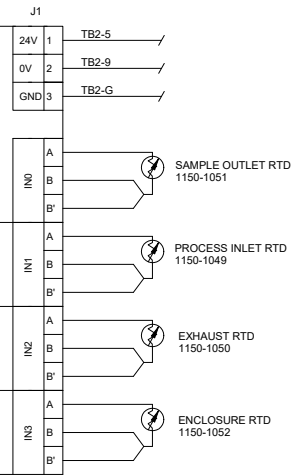 J1
24V 1 TB2-5
0V 2 TB2-9
GND 3 TB2-G
IN0
A
B
B'
SAMPLE OUTLET RTD
1150-1051
IN1
A
B
B'
PROCESS INLET RTD
1150-1049
IN2
A
B
B'
EXHAUST RTD
1150-1050
IN3
A
B
B'
ENCLOSURE RTD
1150-1052